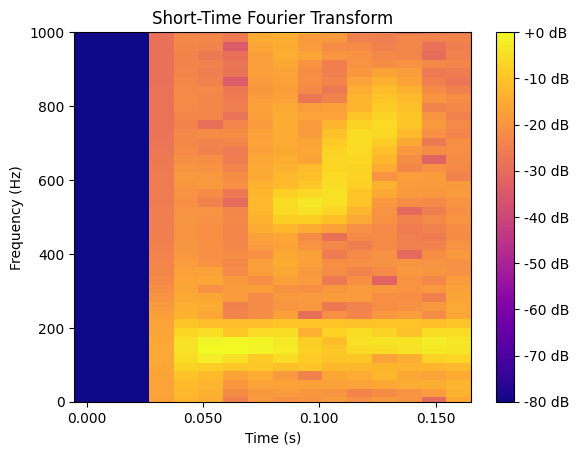 Short-Time Fourier Transform
1000
800
600
400
200
0
Frequency (Hz)
0.000
0.050
0.100
0.150
Time (s)
+0 dB
-10 dB
-20 dB
-30 dB
-40 dB
-50 dB
-60 dB
-70 dB
-80 dB